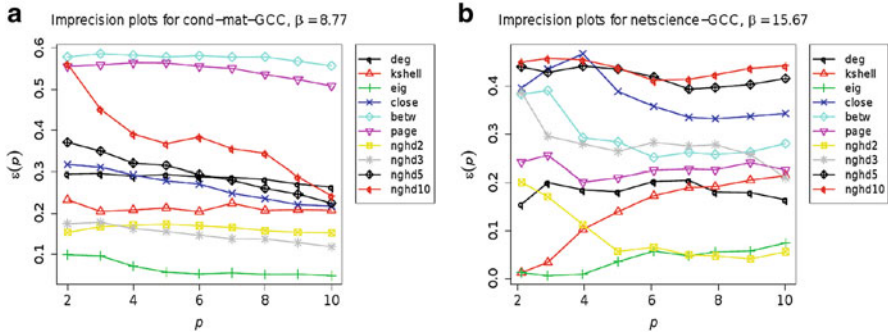 a
Imprecision plots for cond-mat-GCC, β = 8.77
ε(p)
0.6
0.5
0.4
0.3
0.2
0.1
2 4 6 8 10
p
deg
kshell
eig
close
betw
page
nghd2
nghd3
nghd5
nghd10
b
Imprecision plots for netscience-GCC, β = 15.67
ε(p)
0.4
0.3
0.2
0.1
0.0
2 4 6 8 10
p
deg
kshell
eig
close
betw
page
nghd2
nghd3
nghd5
nghd10